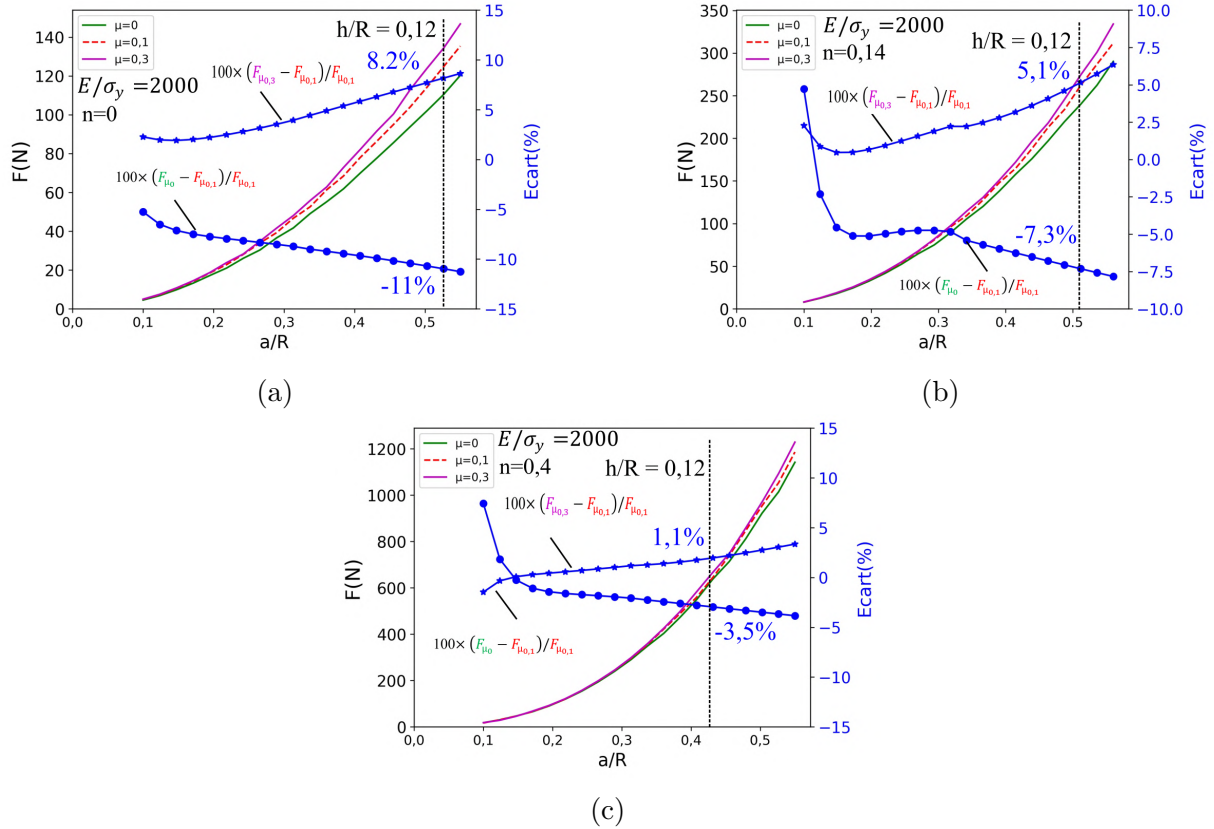 μ=0
μ=0,1
μ=0,3
h/R = 0,12
8.2%
100×(Fμ0,3 − Fμ0,1)/Fμ0,1
E/σy =2000
n=0
100×(Fμ0 − Fμ0,1)/Fμ0,1
-11%
F(N)
0
20
40
60
80
100
120
140
Ecart(%)
15
10
5
0
−5
−10
−15
0,0
0,1
0,2
0,3
0,4
0,5
a/R
(a)
μ=0
μ=0,1
μ=0,3
E/σy =2000
n=0,14
h/R = 0,12
5,1%
100×(Fμ0,3 − Fμ0,1)/Fμ0,1
-7,3%
100×(Fμ0 − Fμ0,1)/Fμ0,1
F(N)
350
300
250
200
150
100
50
0
Ecart(%)
10.0
7.5
5.0
2.5
0.0
−2.5
−5.0
−7.5
−10.0
0,0
0,1
0,2
0,3
0,4
0,5
a/R
(b)
μ=0
μ=0,1
μ=0,3
E/σy =2000
n=0,4
h/R = 0,12
100×(Fμ0,3 − Fμ0,1)/Fμ0,1
1,1%
-3,5%
100×(Fμ0 − Fμ0,1)/Fμ0,1
F(N)
1200
1000
800
600
400
200
0
Ecart(%)
15
10
5
0
−5
−10
−15
0,0
0,1
0,2
0,3
0,4
0,5
a/R
(c)